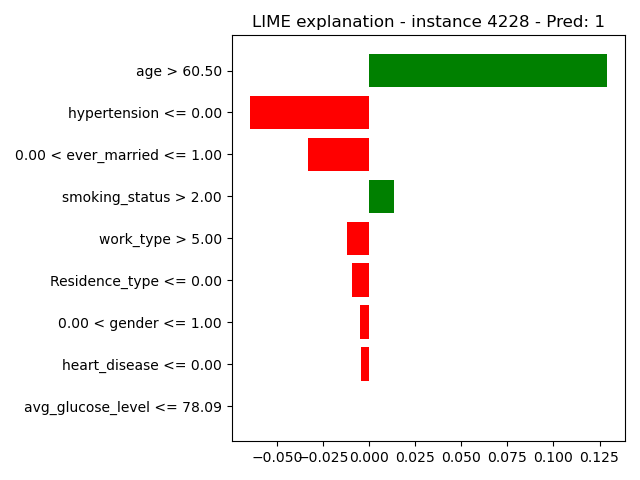 LIME explanation - instance 4228 - Pred: 1
age > 60.50
hypertension <= 0.00
0.00 < ever_married <= 1.00
smoking_status > 2.00
work_type > 5.00
Residence_type <= 0.00
0.00 < gender <= 1.00
heart_disease <= 0.00
avg_glucose_level <= 78.09
−0.050 −0.025 0.000 0.025 0.050 0.075 0.100 0.125